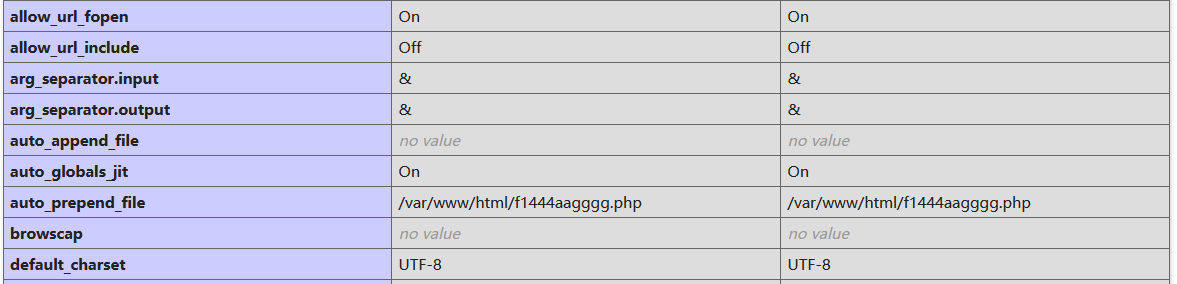 allow_url_fopen On On
allow_url_include Off Off
arg_separator.input & &
arg_separator.output & &
auto_append_file no value no value
auto_globals_jit On On
auto_prepend_file /var/www/html/f1444aagggg.php /var/www/html/f1444aagggg.php
browscap no value no value
default_charset UTF-8 UTF-8